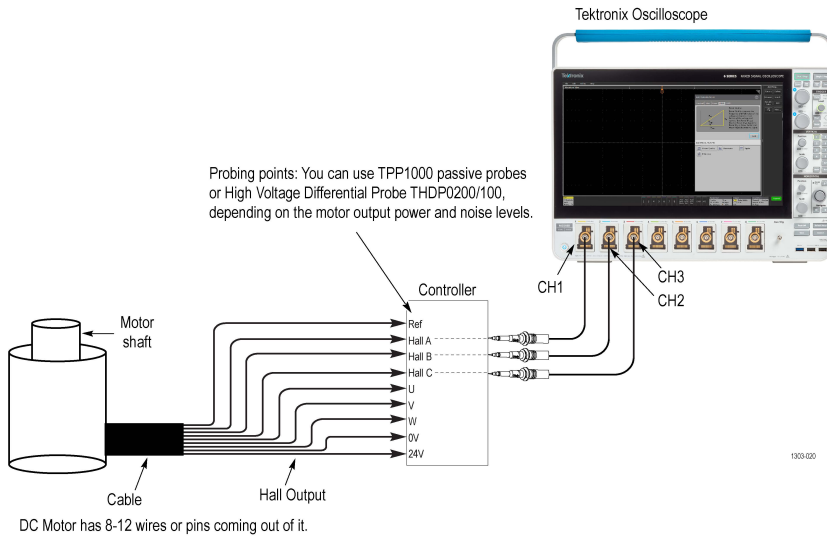 Tektronix Oscilloscope
Tektronix
Probing points: You can use TPP1000 passive probes
or High Voltage Differential Probe THDP0200/100,
depending on the motor output power and noise levels.
CH1
CH3
CH2
Controller
Motor
shaft
Ref
Hall A
Hall B
Hall C
U
V
W
0V
24V
1303-020
Cable
Hall Output
DC Motor has 8-12 wires or pins coming out of it.